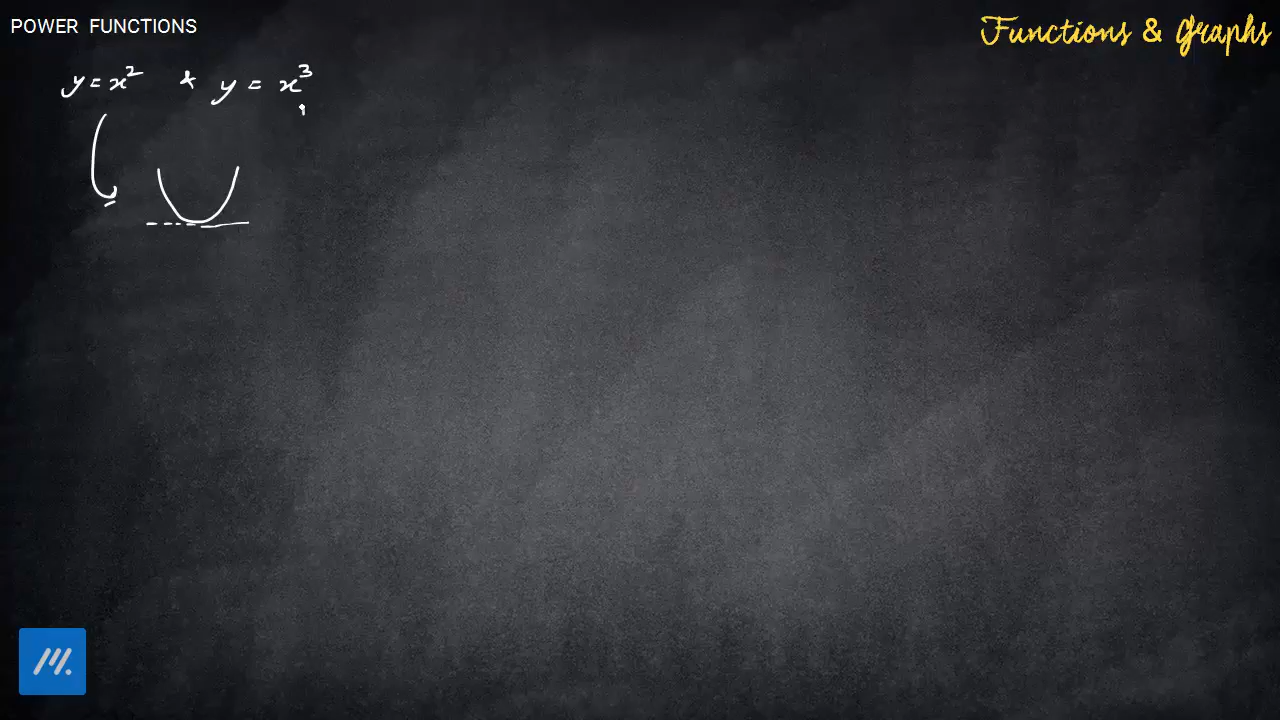 POWER FUNCTIONS
Functions & Graphs
y = x² & y = x³